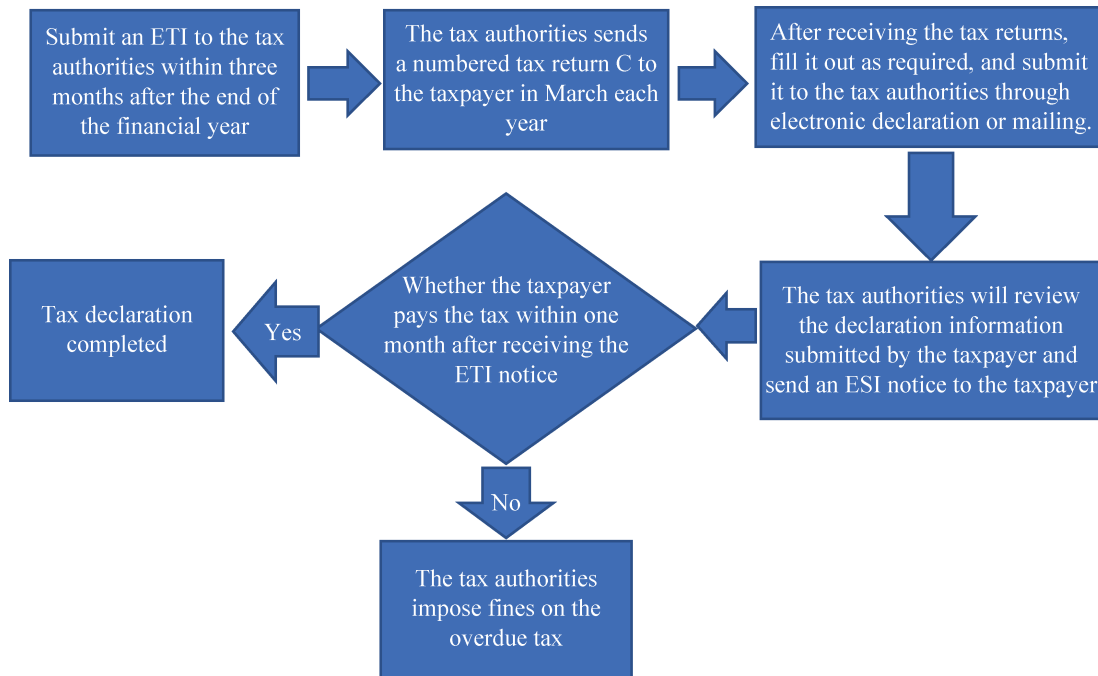 Submit an ETI to the tax
authorities within three
months after the end of
the financial year
The tax authorities sends
a numbered tax return C to
the taxpayer in March each
year
After receiving the tax returns,
fill it out as required, and submit
it to the tax authorities through
electronic declaration or mailing.
The tax authorities will review
the declaration information
submitted by the taxpayer and
send an ESI notice to the taxpayer
Whether the taxpayer
pays the tax within one
month after receiving the
ETI notice
Yes
Tax declaration
completed
No
The tax authorities
impose fines on the
overdue tax